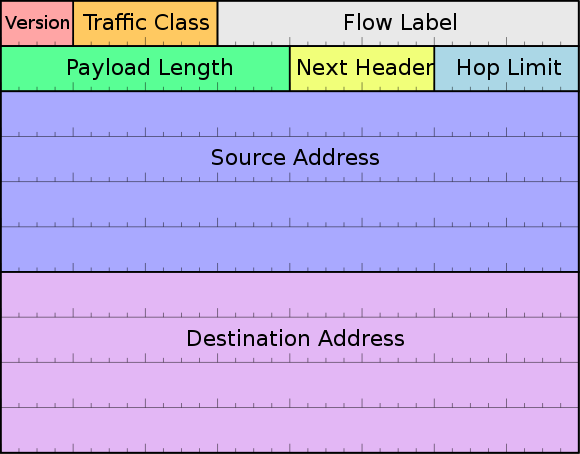 Version Traffic Class Flow Label
Payload Length Next Header Hop Limit
Source Address
Destination Address